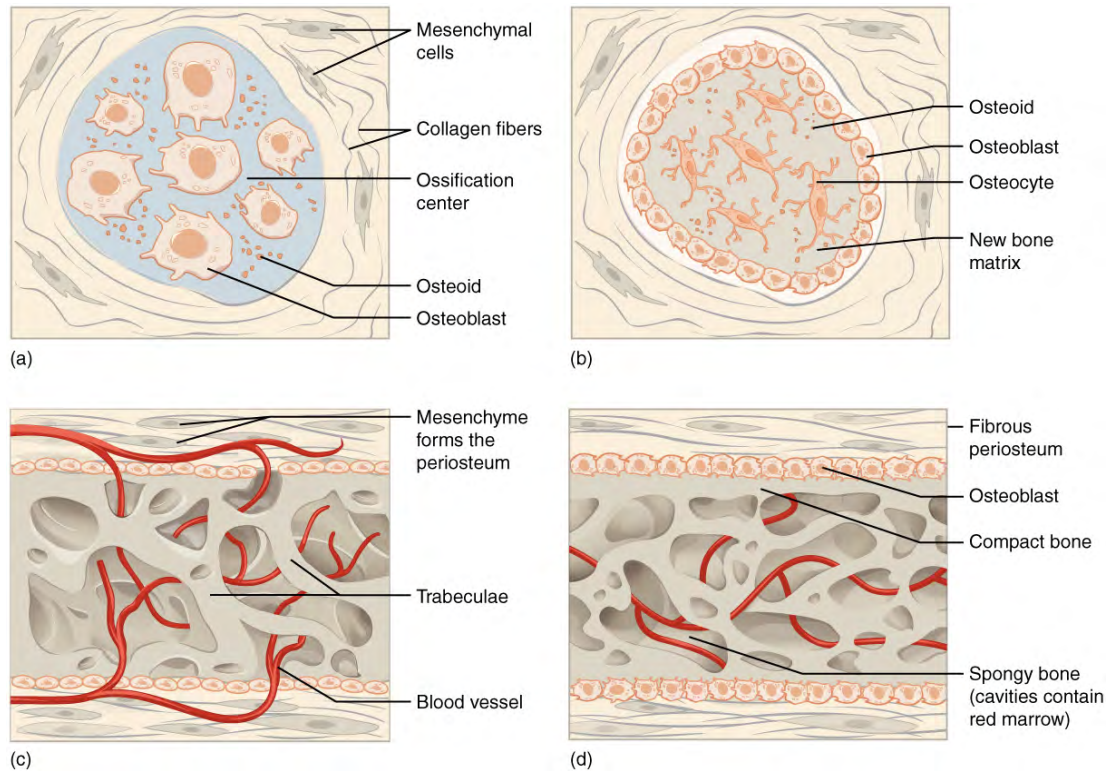 Mesenchymal
cells
Collagen fibers
Ossification
center
Osteoid
Osteoblast
(a)
Osteoid
Osteoblast
Osteocyte
New bone
matrix
(b)
Mesenchyme
forms the
periosteum
Trabeculae
Blood vessel
(c)
Fibrous
periosteum
Osteoblast
Compact bone
Spongy bone
(cavities contain
red marrow)
(d)